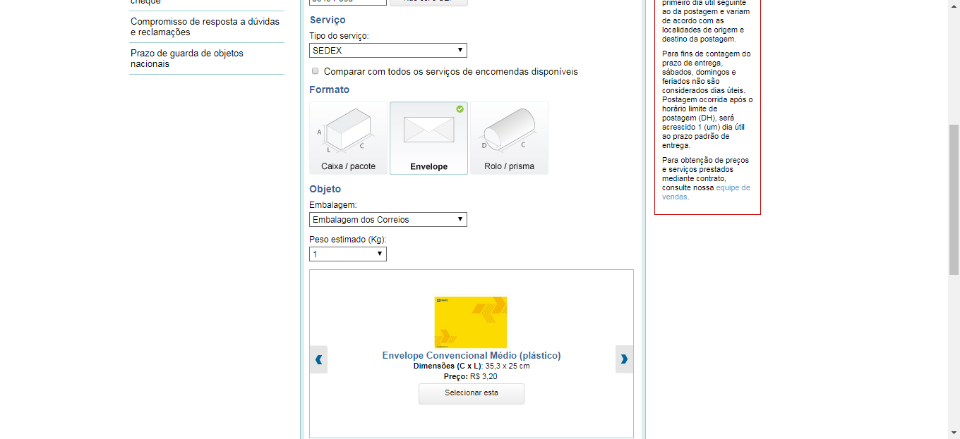 cheque
Compromisso de resposta a dúvidas
e reclamações
Prazo de guarda de objetos
nacionais
Serviço
Tipo do serviço:
SEDEX
Comparar com todos os serviços de encomendas disponíveis
Formato
A
L
C
Caixa / pacote
Envelope
D
C
Rolo / prisma
Objeto
Embalagem:
Embalagem dos Correios
Peso estimado (Kg):
1
Envelope Convencional Médio (plástico)
Dimensões (C x L): 35,3 x 25 cm
Preço: R$ 3,20
Selecionar esta
primeiro dia útil seguinte
ao da postagem e variam
de acordo com as
localidades de origem e
destino da postagem.
Para fins de contagem do
prazo de entrega,
sábados, domingos e
feriados não são
considerados dias úteis.
Postagem ocorrida após o
horário limite de
postagem (DH), será
acrescido 1 (um) dia útil
ao prazo padrão de
entrega.
Para obtenção de preços
e serviços prestados
mediante contrato,
consulte nossa equipe de
vendas.